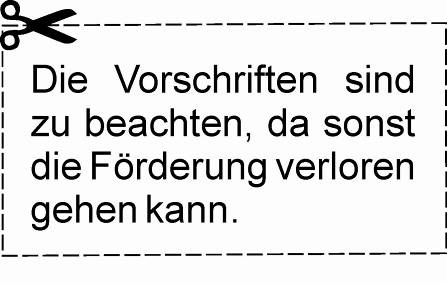 Die Vorschriften sind
zu beachten, da sonst
die Förderung verloren
gehen kann.